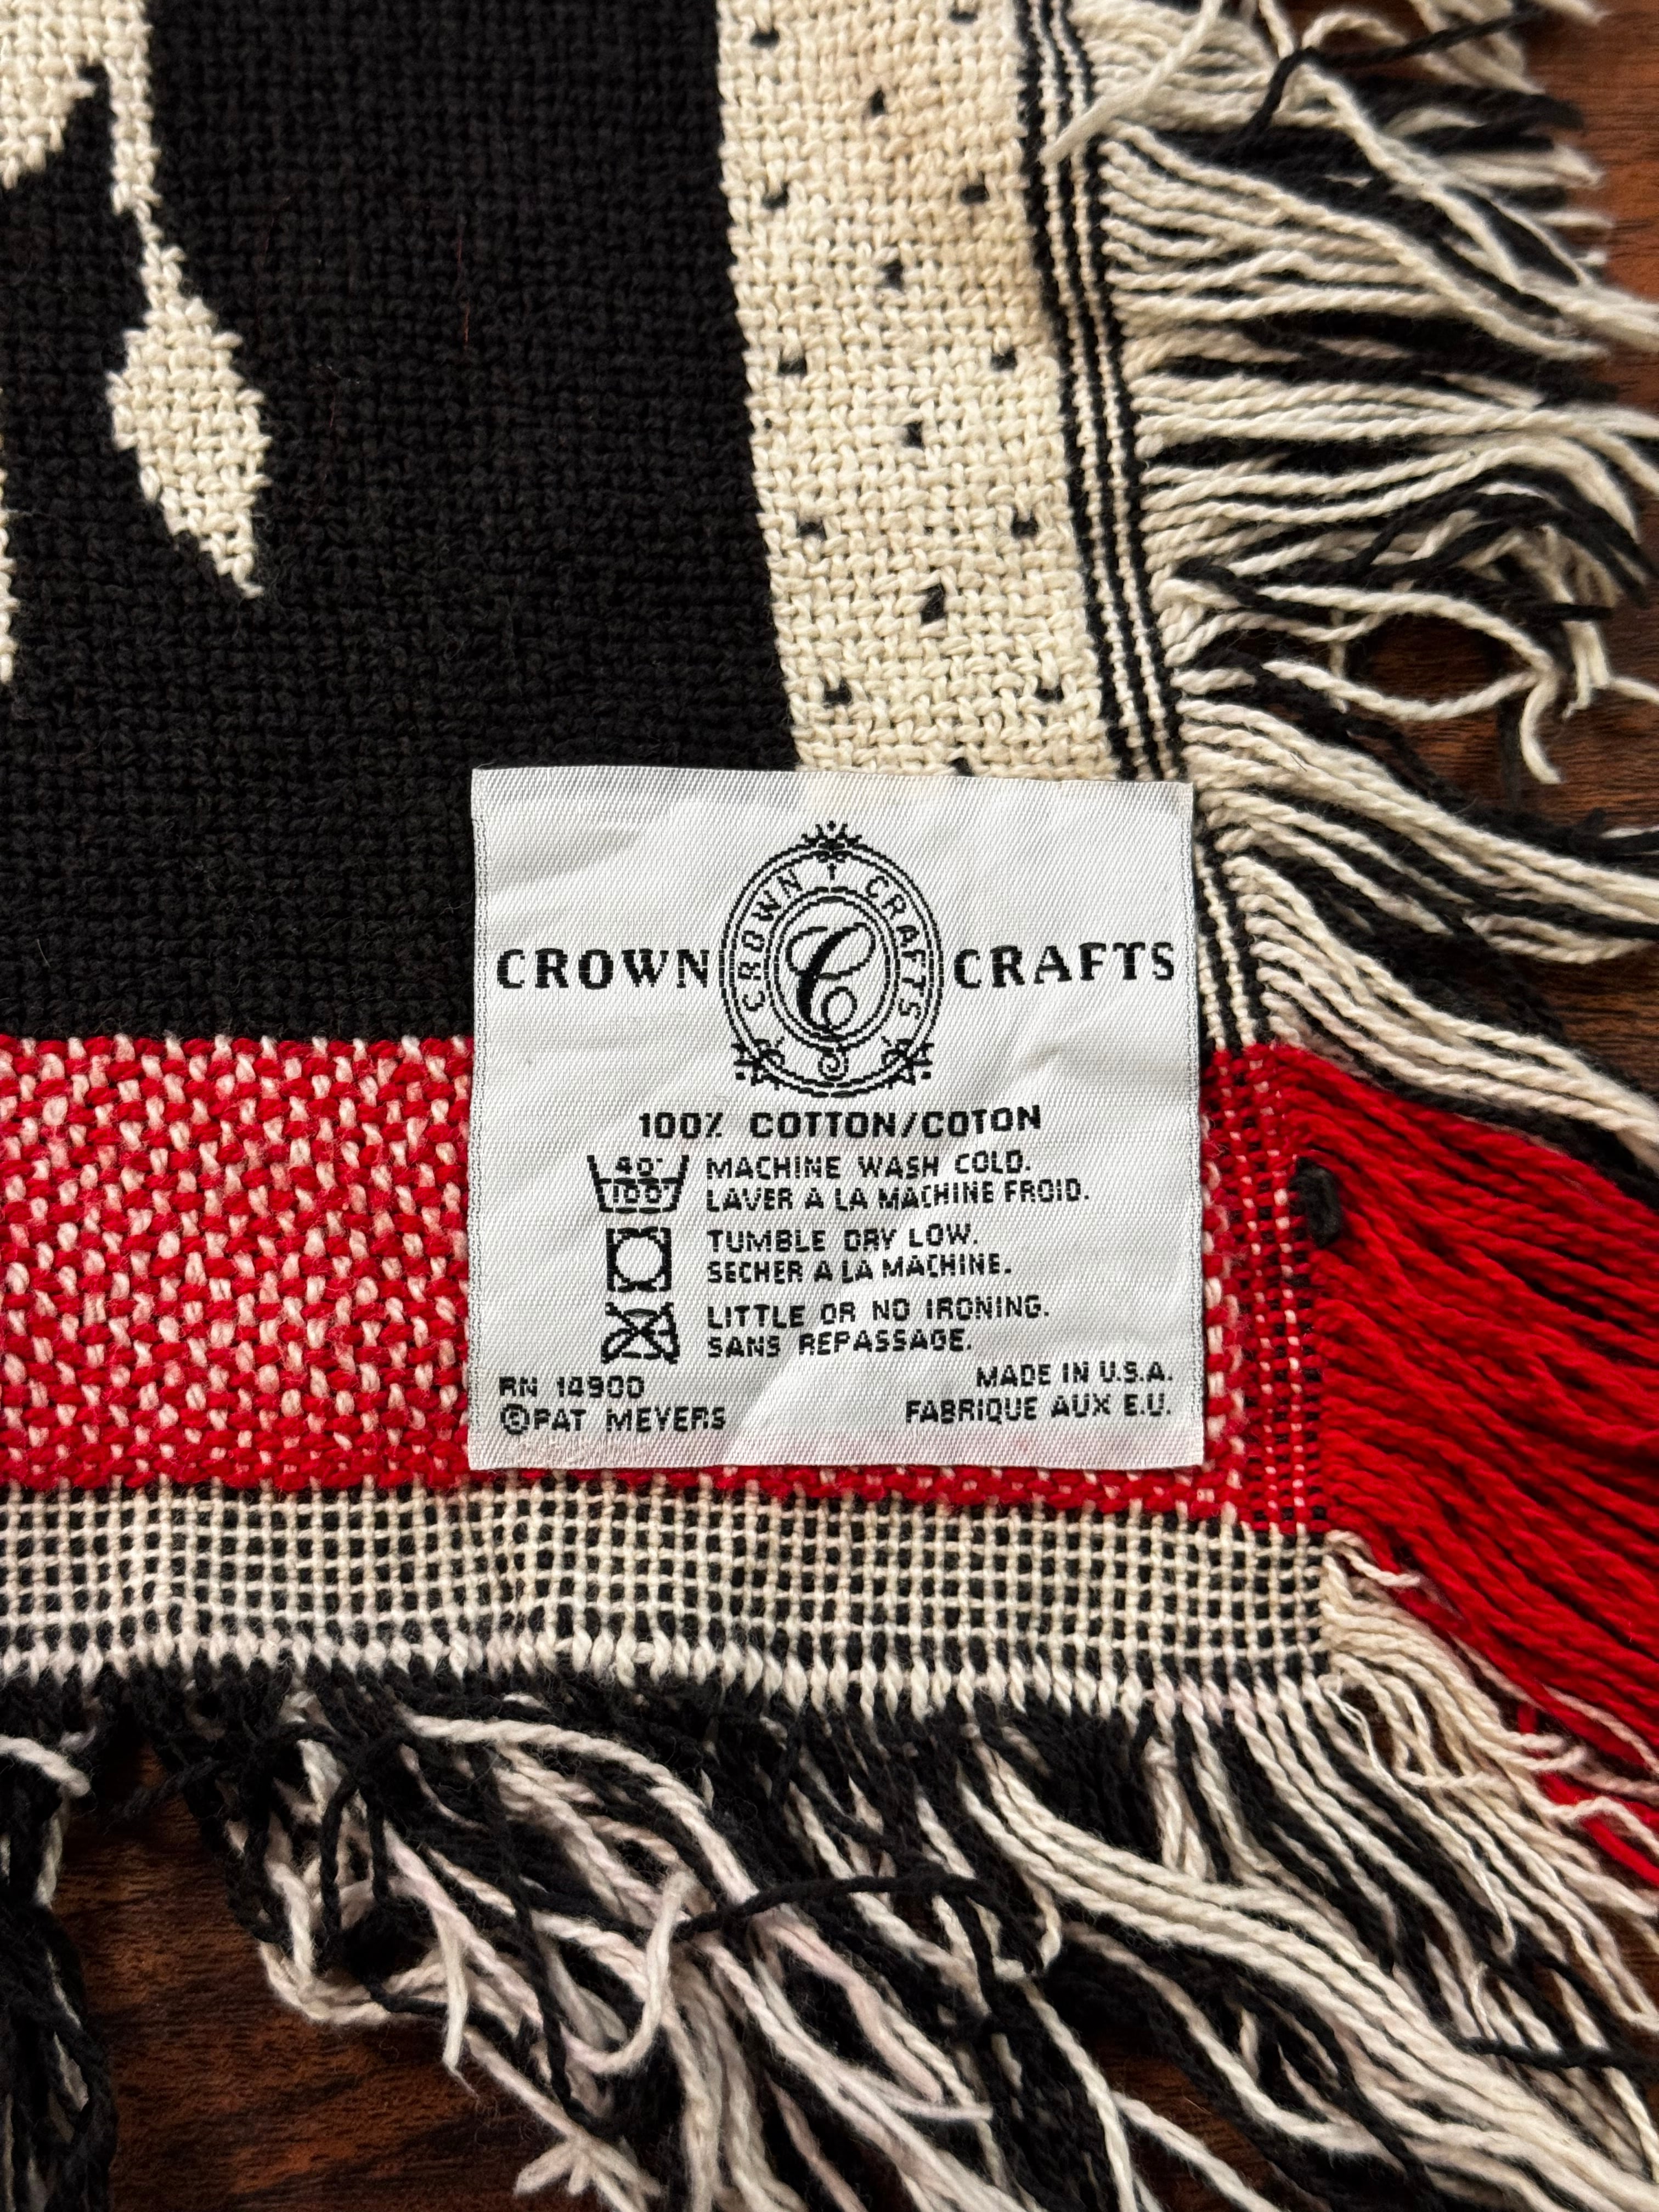 CROWN CRAFTS
CROWN CRAFTS
C
100% COTTON/COTON
40°
100°
MACHINE WASH COLD.
LAVER A LA MACHINE FROID.
TUMBLE DRY LOW.
SECHER A LA MACHINE.
LITTLE OR NO IRONING.
SANS REPASSAGE.
RN 14900
MADE IN U.S.A.
©PAT MEYERS
FABRIQUE AUX E.U.